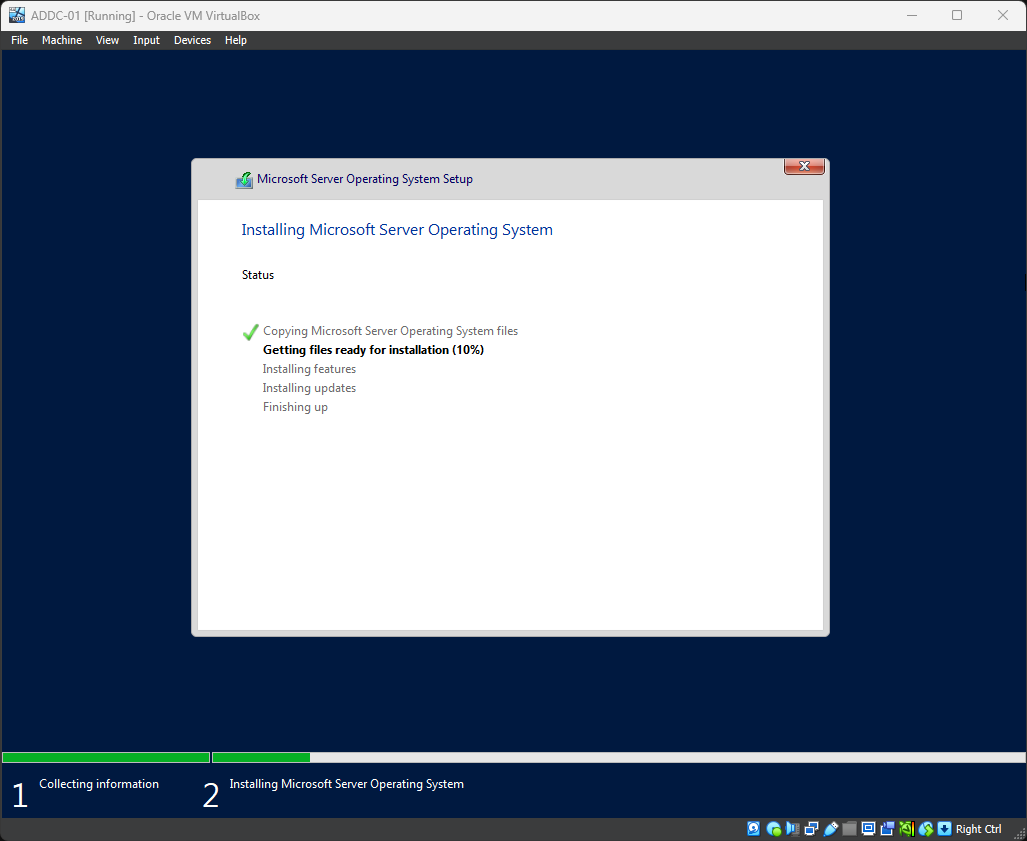 ADDC-01 [Running] - Oracle VM VirtualBox
File Machine View Input Devices Help
Microsoft Server Operating System Setup
Installing Microsoft Server Operating System
Status
Copying Microsoft Server Operating System files
Getting files ready for installation (10%)
Installing features
Installing updates
Finishing up
1 Collecting information 2 Installing Microsoft Server Operating System
Right Ctrl